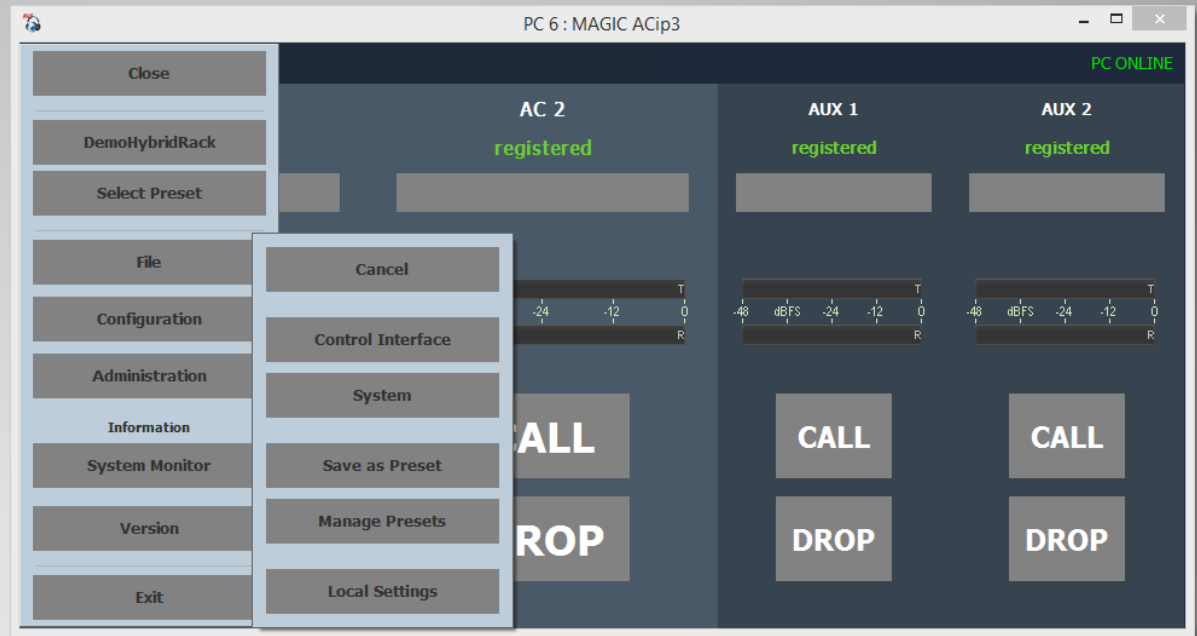 PC 6 : MAGIC ACip3
Close
PC ONLINE
DemoHybridRack
Select Preset
File
Configuration
Administration
Information
System Monitor
Version
Exit
Cancel
Control Interface
System
Save as Preset
Manage Presets
Local Settings
AC 2
registered
T
-24 -12 0
R
CALL
DROP
AUX 1
registered
T
-48 dBFS -24 -12 0
R
CALL
DROP
AUX 2
registered
T
-48 dBFS -24 -12 0
R
CALL
DROP